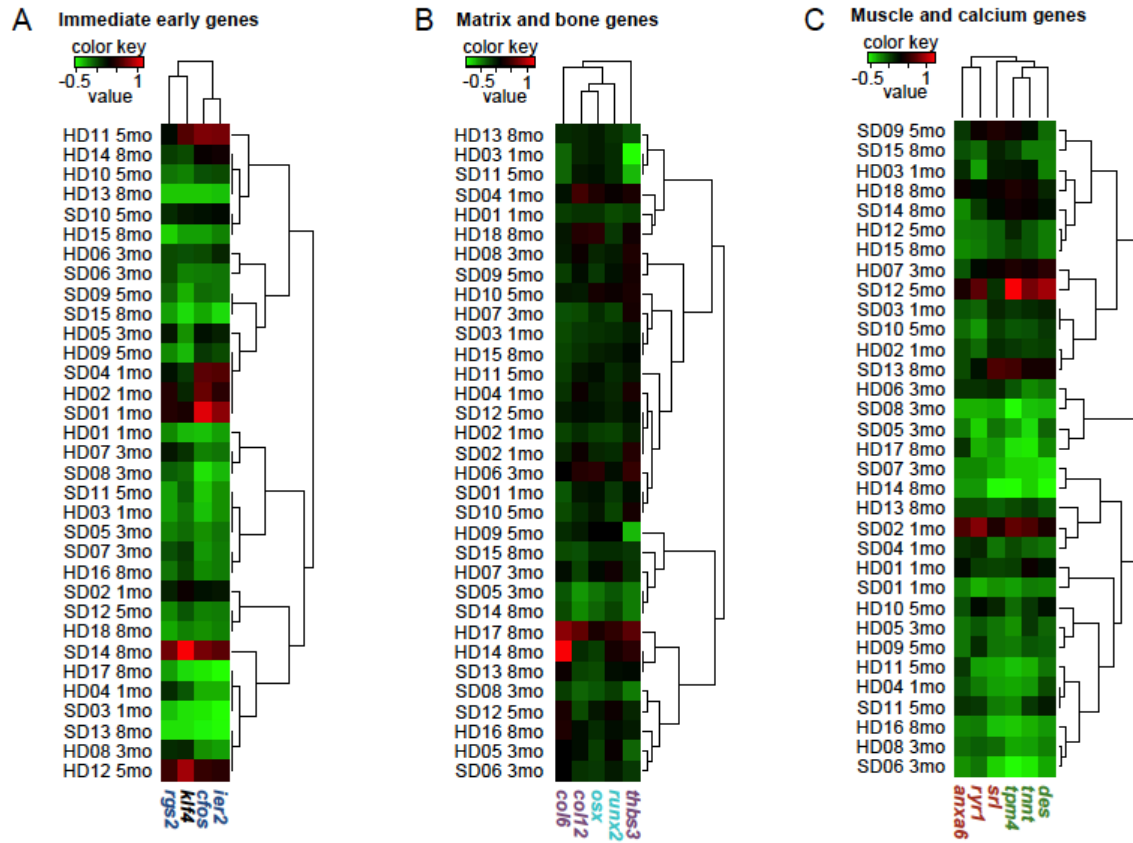 A Immediate early genes
color key
-0.5 1
value
HD11 5mo
HD14 8mo
HD10 5mo
HD13 8mo
SD10 5mo
HD15 8mo
HD06 3mo
SD06 3mo
SD09 5mo
SD15 8mo
HD05 3mo
HD09 5mo
SD04 1mo
HD02 1mo
SD01 1mo
HD01 1mo
HD07 3mo
SD08 3mo
SD11 5mo
HD03 1mo
SD05 3mo
SD07 3mo
HD16 8mo
SD02 1mo
SD12 5mo
HD18 8mo
SD14 8mo
HD17 8mo
HD04 1mo
SD03 1mo
SD13 8mo
HD08 3mo
HD12 5mo
rgs2
klf4
cfos
ier2
B Matrix and bone genes
color key
-0.5 1
value
HD13 8mo
HD03 1mo
SD11 5mo
SD04 1mo
HD01 1mo
HD18 8mo
HD08 3mo
SD09 5mo
HD10 5mo
HD07 3mo
SD03 1mo
HD15 8mo
HD11 5mo
HD04 1mo
SD12 5mo
HD02 1mo
SD02 1mo
HD06 3mo
SD01 1mo
SD10 5mo
HD09 5mo
SD15 8mo
HD07 3mo
SD05 3mo
SD14 8mo
HD17 8mo
HD14 8mo
SD13 8mo
SD08 3mo
SD12 5mo
HD16 8mo
HD05 3mo
SD06 3mo
col6
col12
osx
runx2
thbs3
C Muscle and calcium genes
color key
-0.5 1
value
SD09 5mo
SD15 8mo
HD03 1mo
HD18 8mo
SD14 8mo
HD12 5mo
HD15 8mo
HD07 3mo
SD12 5mo
SD03 1mo
SD10 5mo
HD02 1mo
SD13 8mo
HD06 3mo
SD08 3mo
SD05 3mo
HD17 8mo
SD07 3mo
HD14 8mo
HD13 8mo
SD02 1mo
SD04 1mo
HD01 1mo
SD01 1mo
HD10 5mo
HD05 3mo
HD09 5mo
HD11 5mo
HD04 1mo
SD11 5mo
HD16 8mo
HD08 3mo
SD06 3mo
anxa6
ryr1
srl
tpm4
tnnt
des